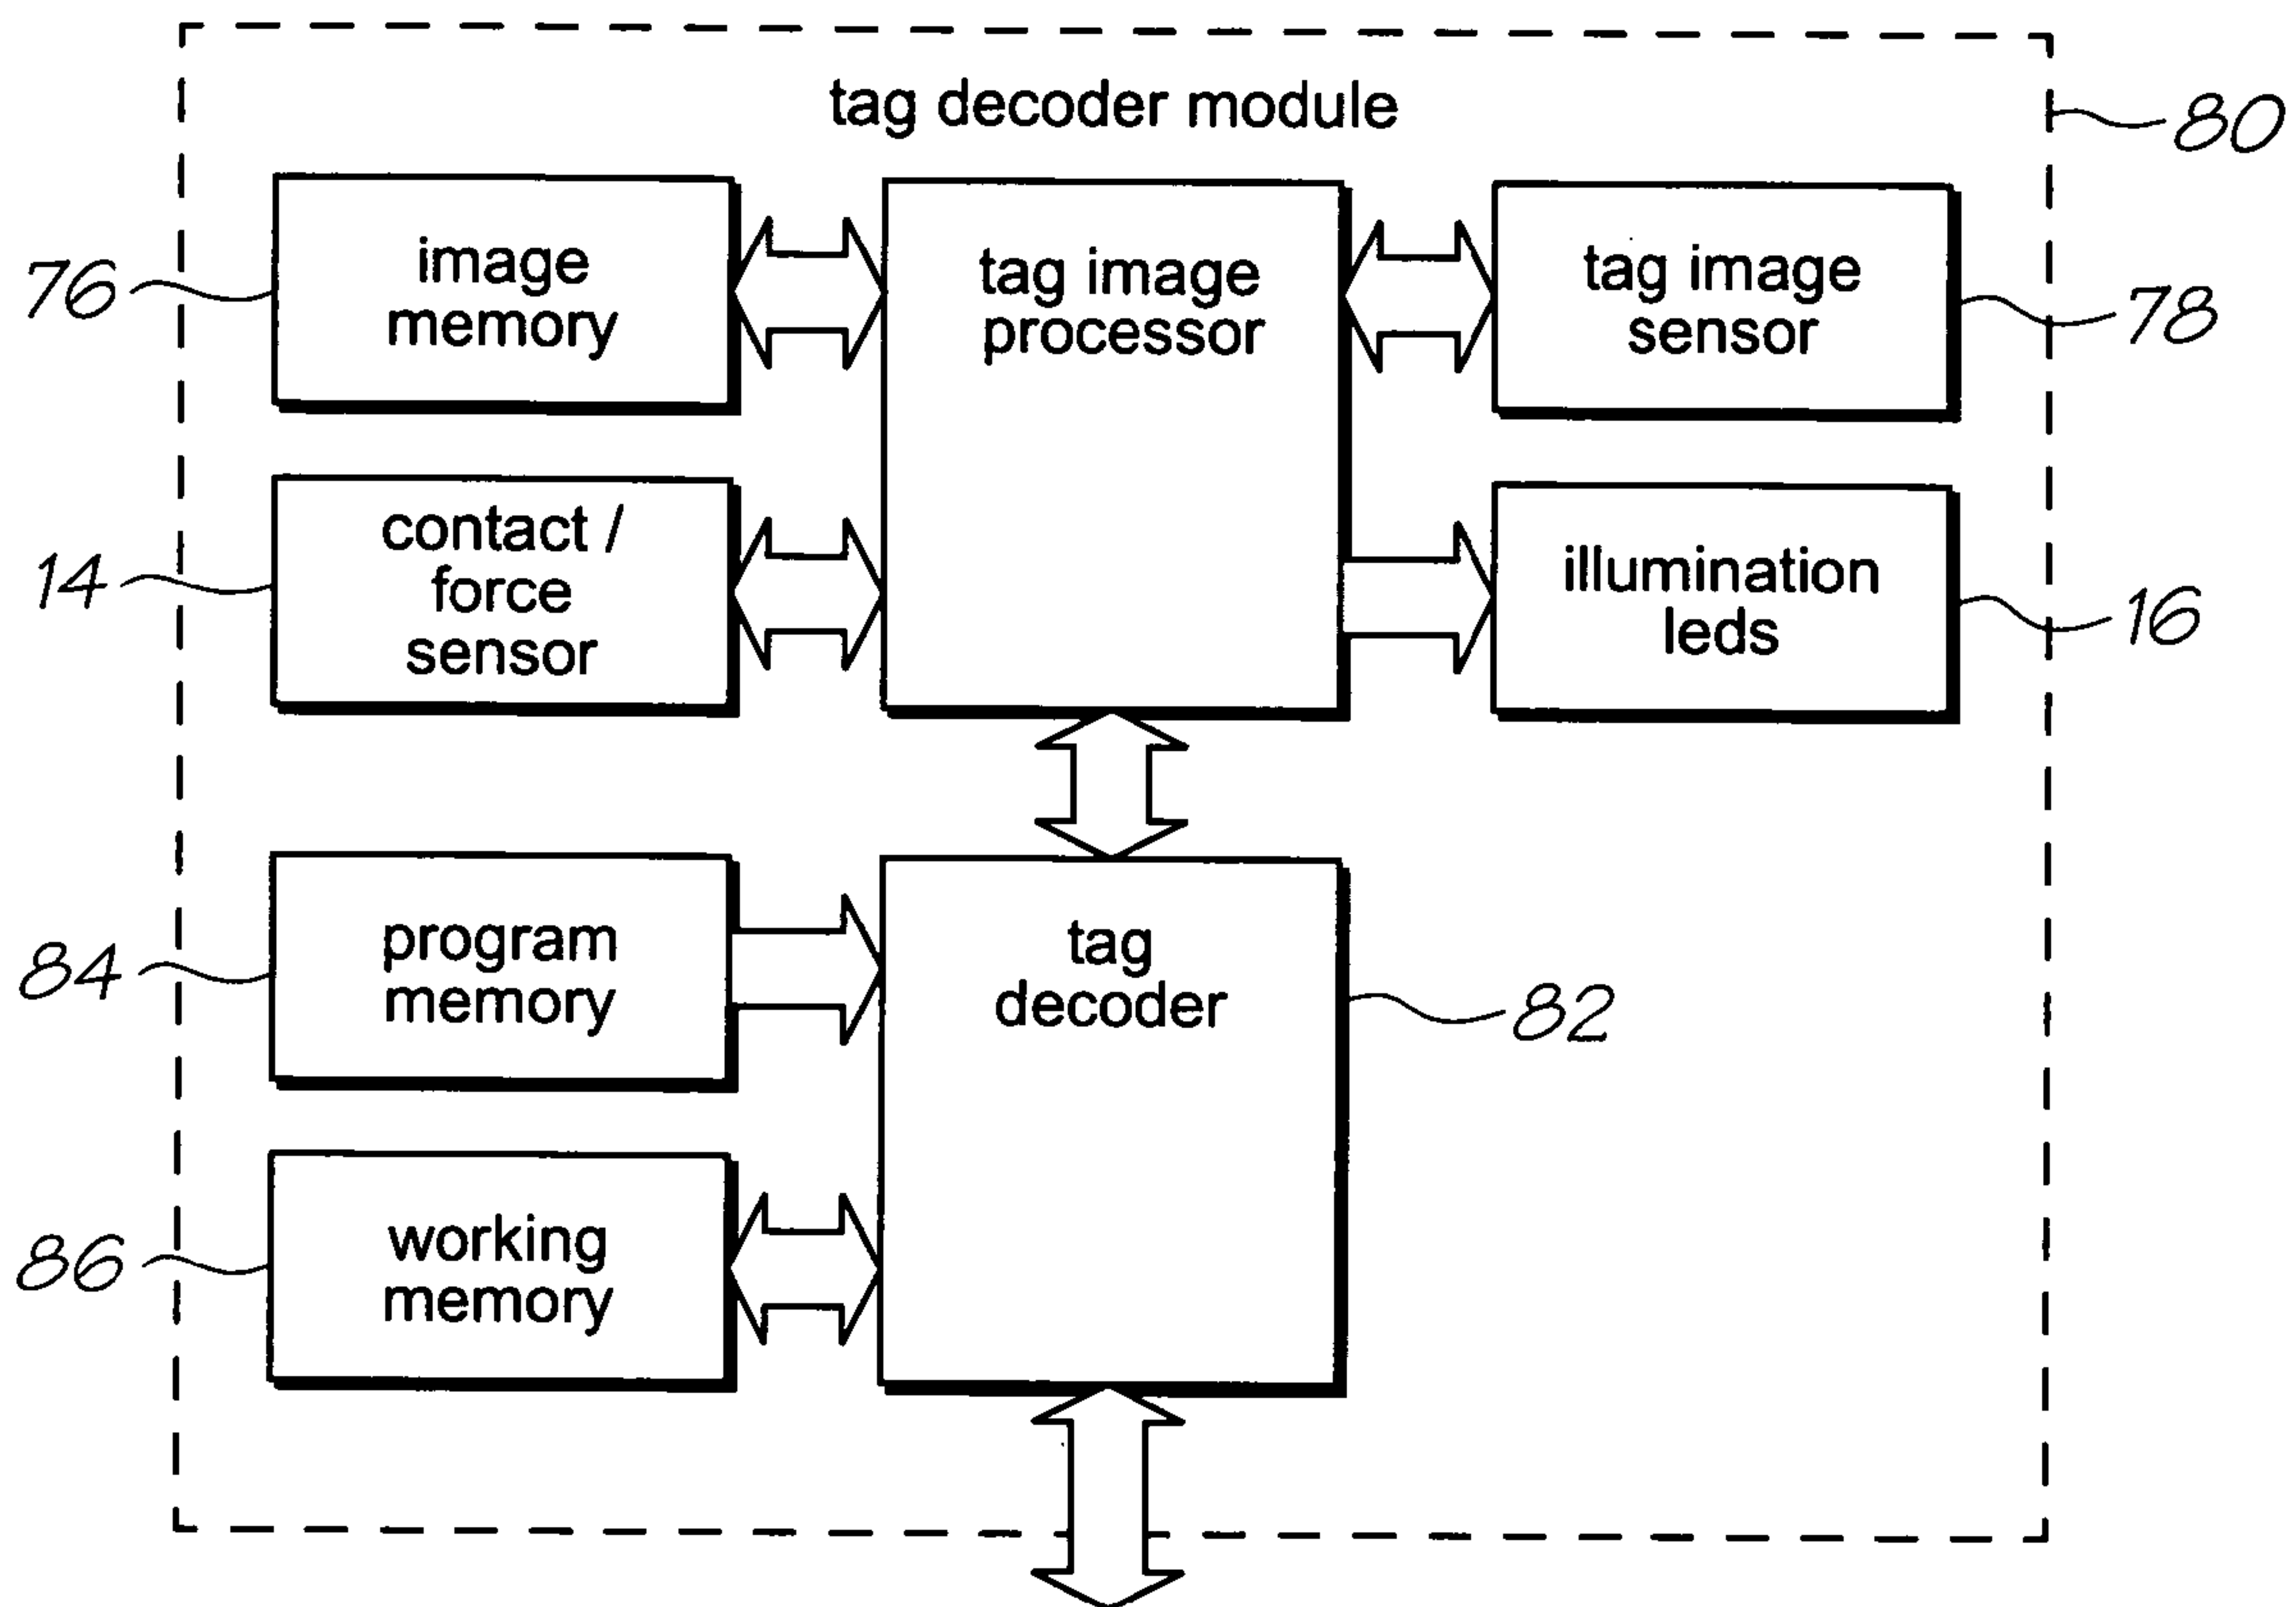 tag decoder module
80
image
memory
76
tag image
processor
tag image
sensor
78
contact /
force
sensor
14
illumination
leds
16
program
memory
84
tag
decoder
82
working
memory
86